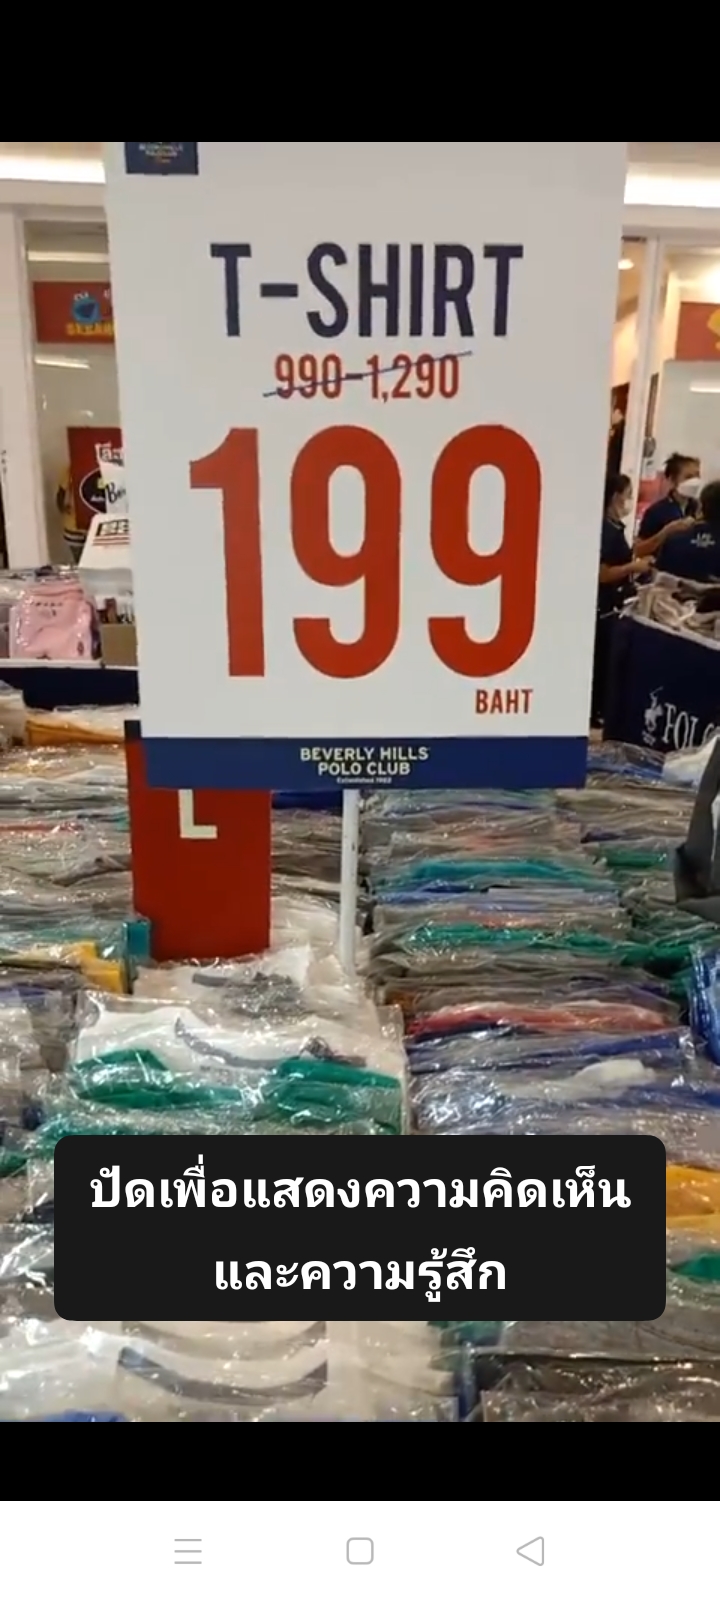 T-SHIRT
990-1,290
199
BAHT
BEVERLY HILLS
POLO CLUB
Established 1982
L
ปัดเพื่อแสดงความคิดเห็น
และความรู้สึก